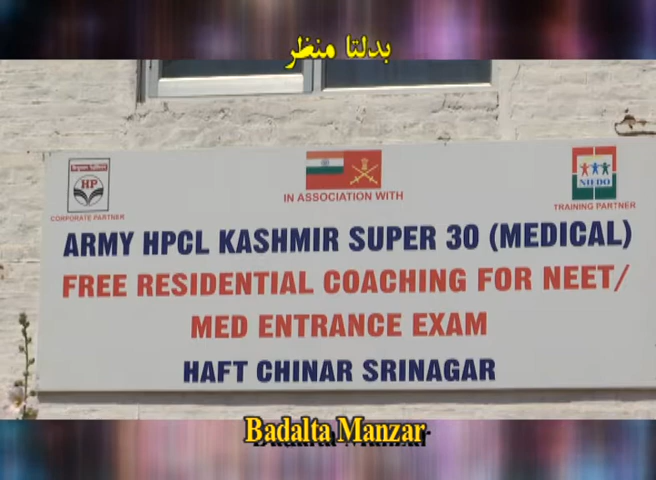 بدلتا منظر
HP
CORPORATE PARTNER
IN ASSOCIATION WITH
NIEDO
TRAINING PARTNER
ARMY HPCL KASHMIR SUPER 30 (MEDICAL)
FREE RESIDENTIAL COACHING FOR NEET/
MED ENTRANCE EXAM
HAFT CHINAR SRINAGAR
Badalta Manzar